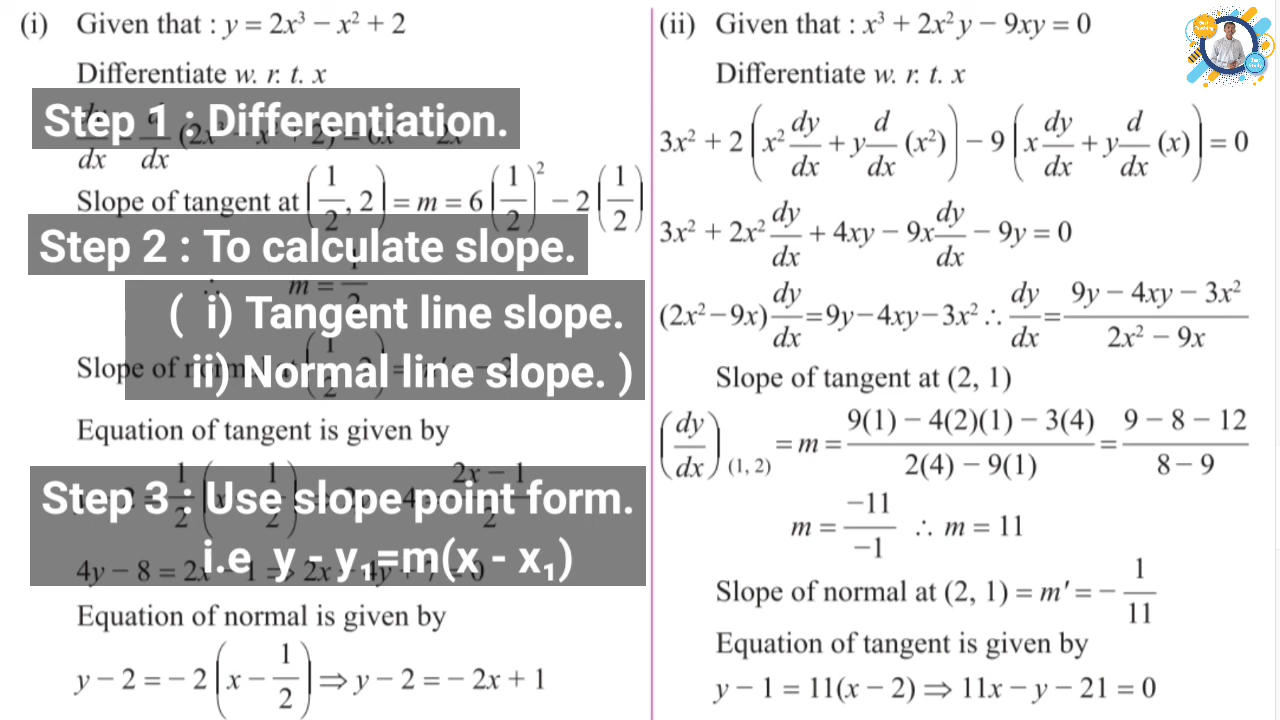 (i) Given that : y = 2x³ − x² + 2
Differentiate w. r. t. x
Step 1 : Differentiation.
dx dx
Slope of tangent at (1/2, 2) = m = 6(1/2)² − 2(1/2)
Step 2 : To calculate slope.
m =
( i) Tangent line slope.
Slope of
ii) Normal line slope. )
Equation of tangent is given by
Step 3 : Use slope point form.
i.e y - y₁=m(x - x₁)
4y − 8 = 2x
Equation of normal is given by
y − 2 = − 2 (x − 1/2) ⇒ y − 2 = − 2x + 1
(ii) Given that : x³ + 2x² y − 9xy = 0
Differentiate w. r. t. x
3x² + 2(x² dy/dx + y d/dx (x²)) − 9(x dy/dx + y d/dx (x)) = 0
3x² + 2x² dy/dx + 4xy − 9x dy/dx − 9y = 0
(2x² − 9x) dy/dx = 9y − 4xy − 3x² ∴ dy/dx = (9y − 4xy − 3x²)/(2x² − 9x)
Slope of tangent at (2, 1)
(dy/dx)(1, 2) = m = (9(1) − 4(2)(1) − 3(4))/(2(4) − 9(1)) = (9 − 8 − 12)/(8 − 9)
m = −11/−1 ∴ m = 11
Slope of normal at (2, 1) = m′ = − 1/11
Equation of tangent is given by
y − 1 = 11(x − 2) ⇒ 11x − y − 21 = 0